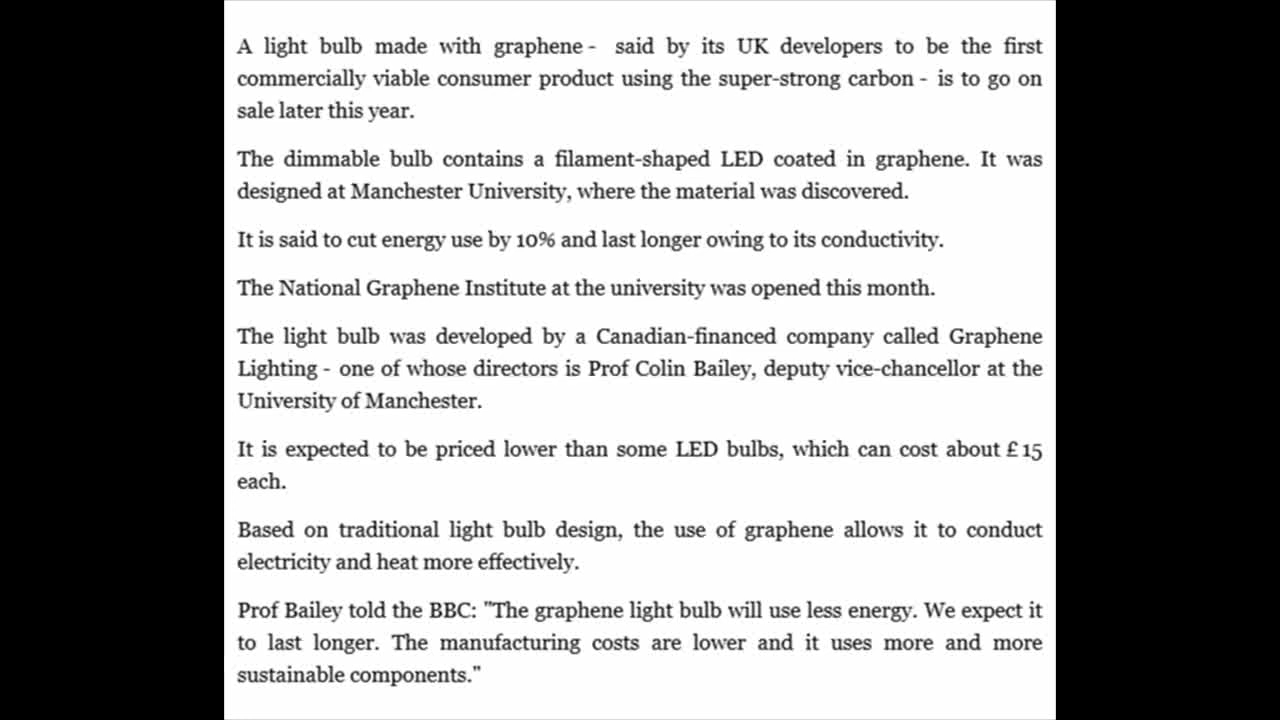 A light bulb made with graphene - said by its UK developers to be the first
commercially viable consumer product using the super-strong carbon - is to go on
sale later this year.
The dimmable bulb contains a filament-shaped LED coated in graphene. It was
designed at Manchester University, where the material was discovered.
It is said to cut energy use by 10% and last longer owing to its conductivity.
The National Graphene Institute at the university was opened this month.
The light bulb was developed by a Canadian-financed company called Graphene
Lighting - one of whose directors is Prof Colin Bailey, deputy vice-chancellor at the
University of Manchester.
It is expected to be priced lower than some LED bulbs, which can cost about £15
each.
Based on traditional light bulb design, the use of graphene allows it to conduct
electricity and heat more effectively.
Prof Bailey told the BBC: "The graphene light bulb will use less energy. We expect it
to last longer. The manufacturing costs are lower and it uses more and more
sustainable components."